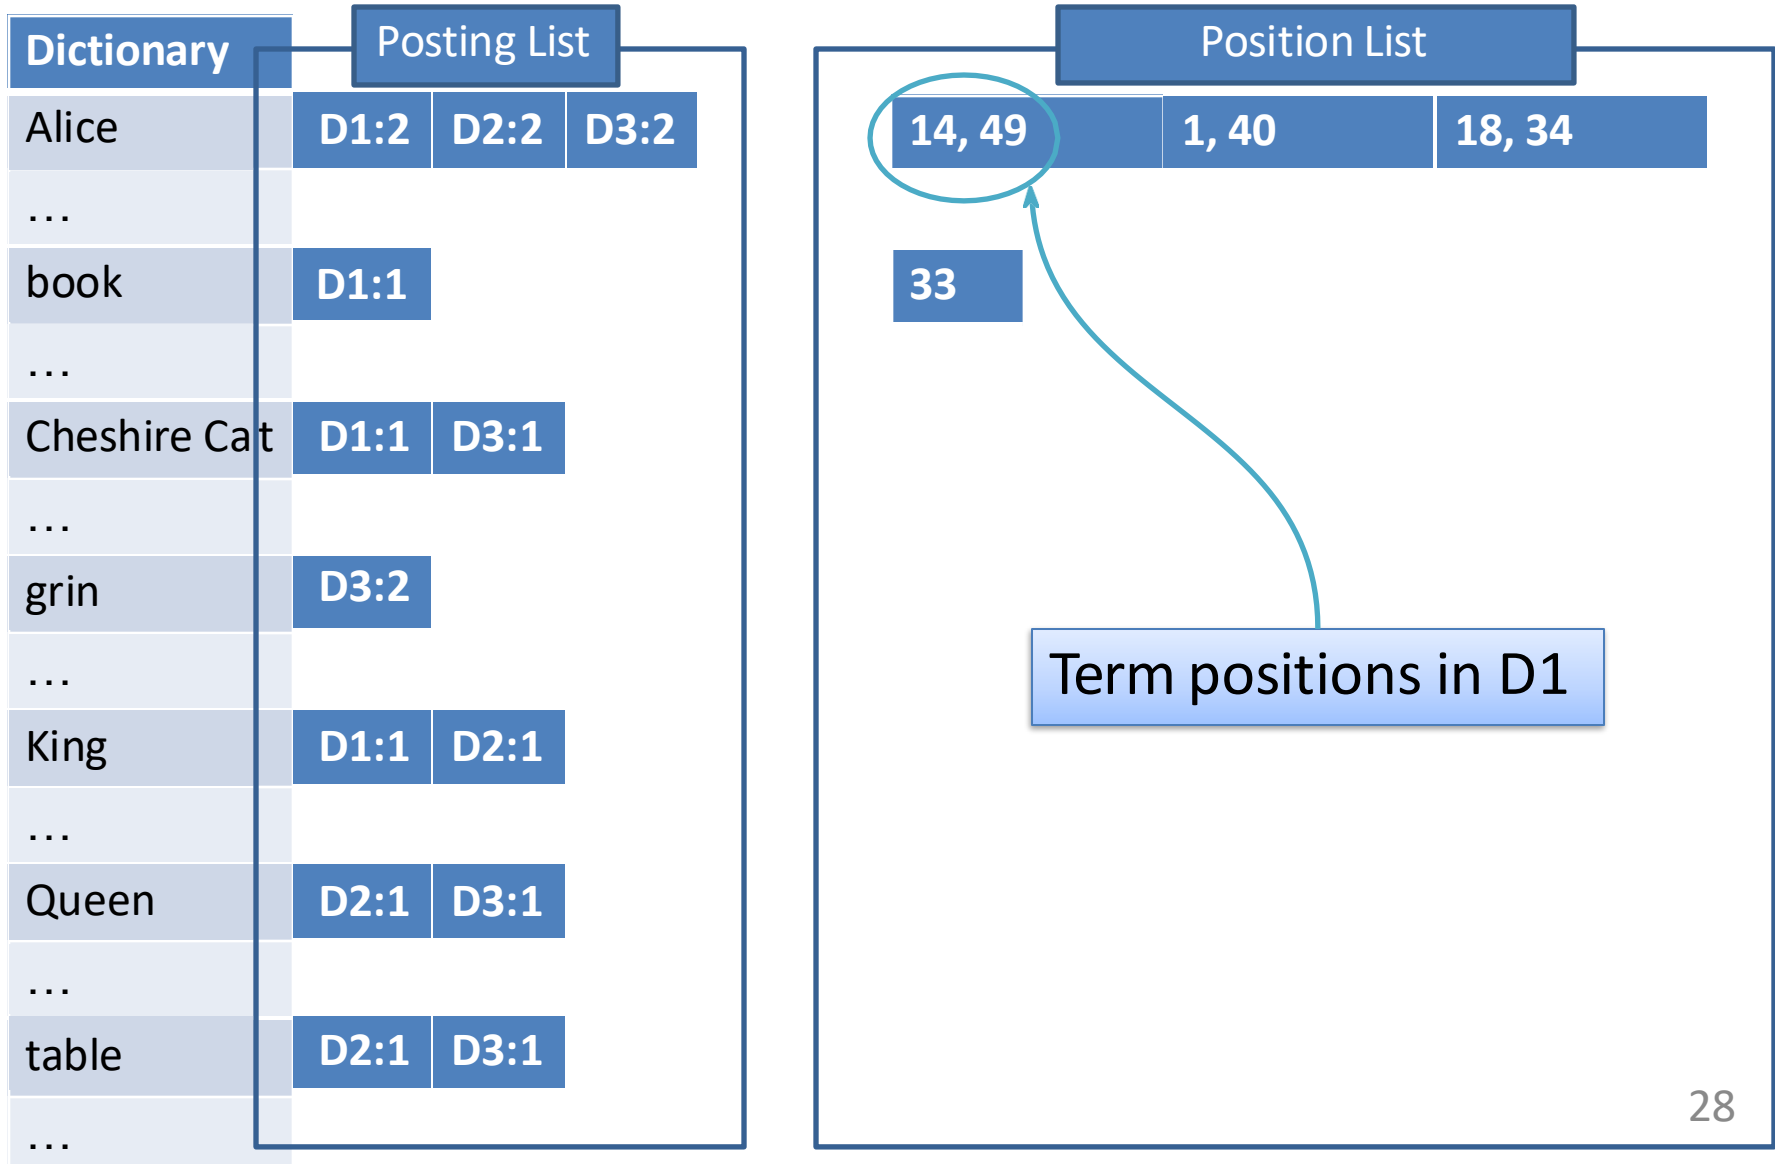 Dictionary Posting List Position List
Alice D1:2 D2:2 D3:2 14, 49 1, 40 18, 34
…
book D1:1 33
…
Cheshire Cat D1:1 D3:1
…
grin D3:2
…
Term positions in D1
King D1:1 D2:1
…
Queen D2:1 D3:1
…
table D2:1 D3:1
…
28